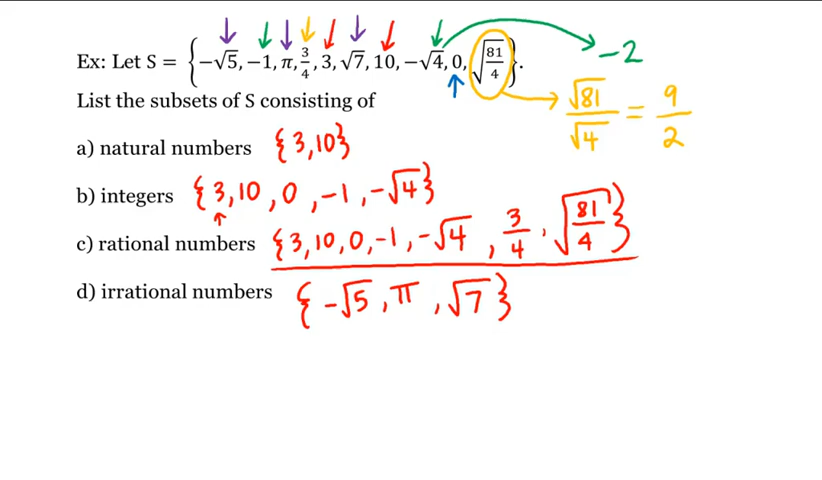 Ex: Let S = {−√5, −1, π, 3/4, 3, √7, 10, −√4, 0, √(81/4)}. −2
List the subsets of S consisting of √81/√4 = 9/2
a) natural numbers {3,10}
b) integers {3,10,0,-1,-√4}
c) rational numbers {3,10,0,-1,-√4, 3/4, √(81/4)}
d) irrational numbers {-√5, π, √7}